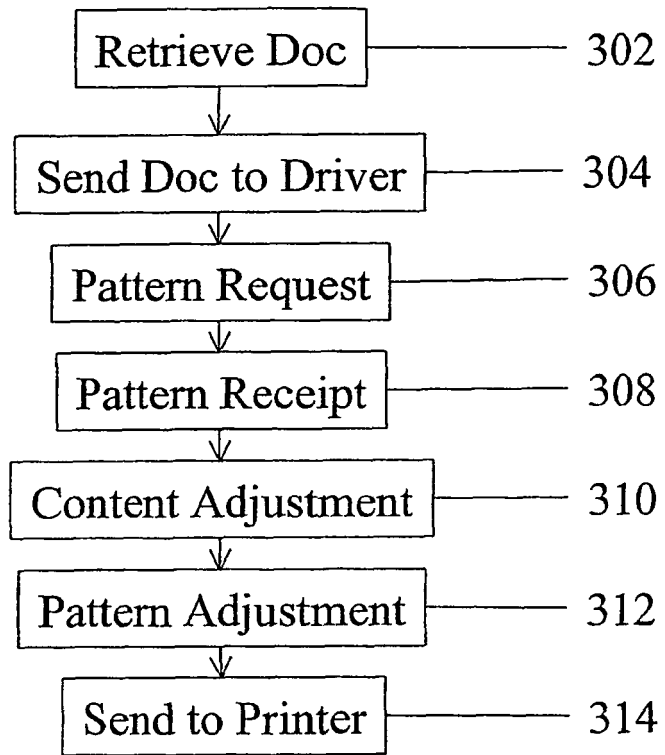 Retrieve Doc 302
Send Doc to Driver 304
Pattern Request 306
Pattern Receipt 308
Content Adjustment 310
Pattern Adjustment 312
Send to Printer 314